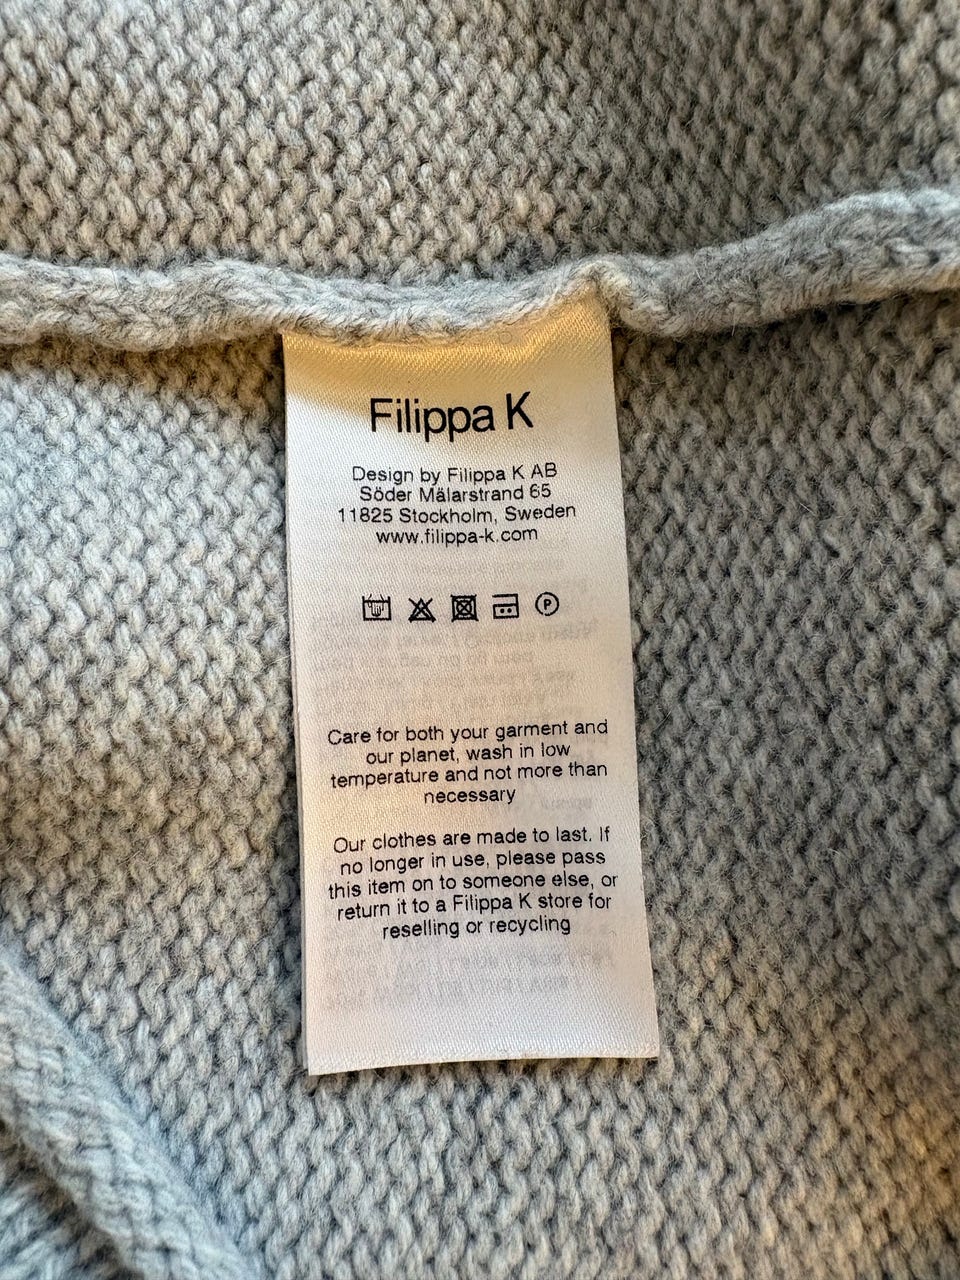 Filippa K
Design by Filippa K AB
Söder Mälarstrand 65
11825 Stockholm, Sweden
www.filippa-k.com
P
Care for both your garment and
our planet, wash in low
temperature and not more than
necessary
Our clothes are made to last. If
no longer in use, please pass
this item on to someone else, or
return it to a Filippa K store for
reselling or recycling